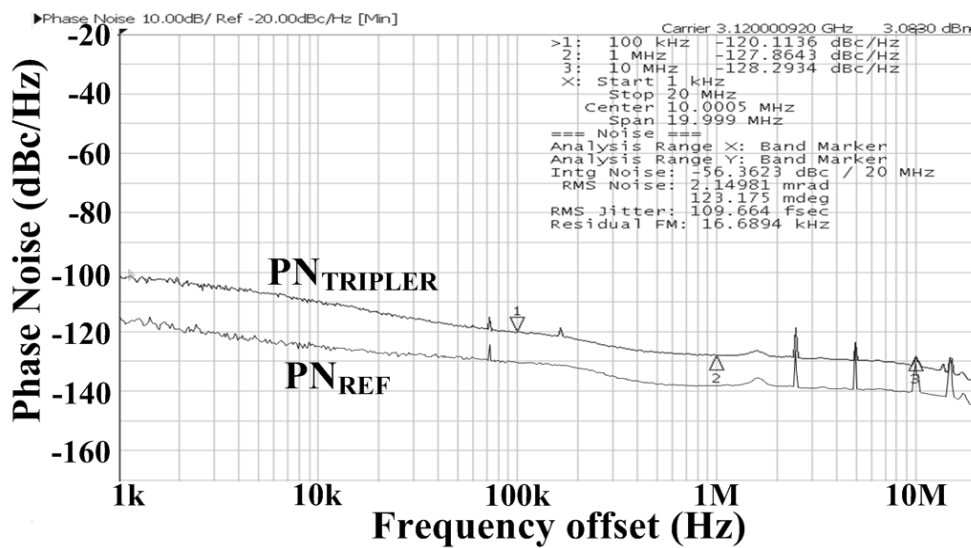 ▶Phase Noise 10.00dB/ Ref -20.00dBc/Hz [Min]
Carrier 3.120000920 GHz 3.0830 dBm
>1: 100 kHz -120.1136 dBc/Hz
2: 1 MHz -127.8643 dBc/Hz
3: 10 MHz -128.2934 dBc/Hz
X: Start 1 kHz
Stop 20 MHz
Center 10.0005 MHz
Span 19.999 MHz
=== Noise ===
Analysis Range X: Band Marker
Analysis Range Y: Band Marker
Intg Noise: -56.3623 dBc / 20 MHz
RMS Noise: 2.14981 mrad
123.175 mdeg
RMS Jitter: 109.664 fsec
Residual FM: 16.6894 kHz
Phase Noise (dBc/Hz)
-20
-40
-60
-80
-100
-120
-140
-160
PN_TRIPLER
PN_REF
1
2
3
1k 10k 100k 1M 10M
Frequency offset (Hz)